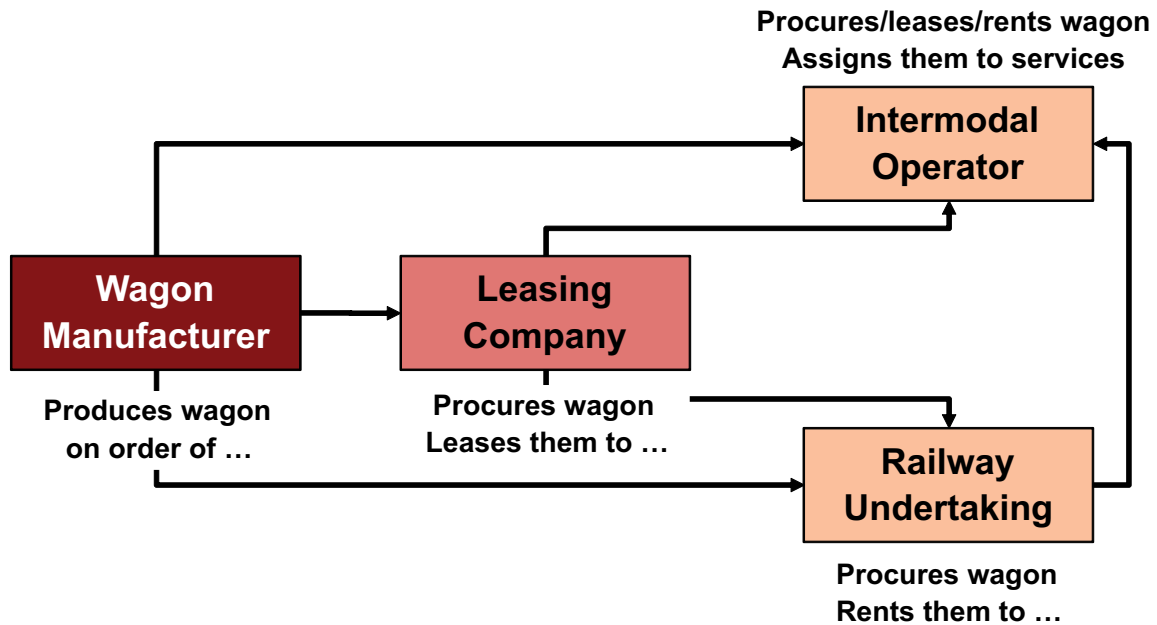 Procures/leases/rents wagon
Assigns them to services
Intermodal
Operator
Wagon
Manufacturer
Leasing
Company
Produces wagon
on order of …
Procures wagon
Leases them to …
Railway
Undertaking
Procures wagon
Rents them to …